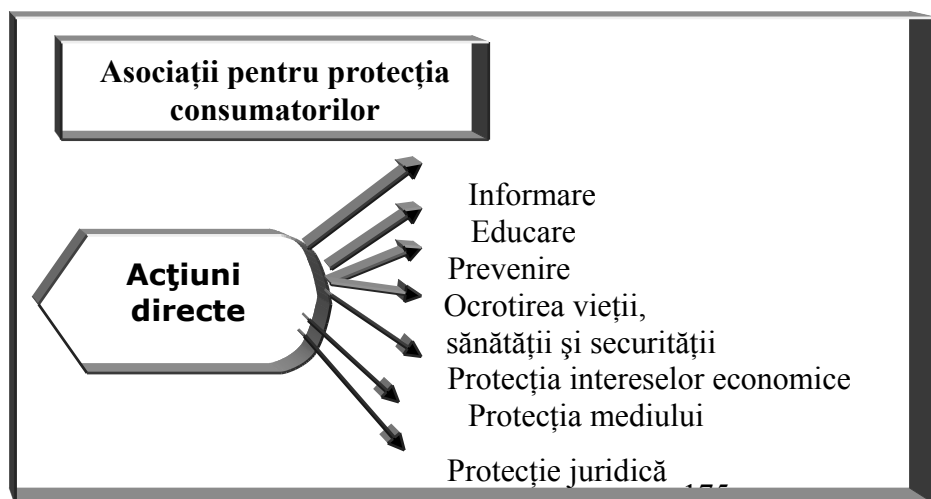 Asociații pentru protecția
consumatorilor
Acţiuni
directe
Informare
Educare
Prevenire
Ocrotirea vieții,
sănătății şi securității
Protecția intereselor economice
Protecția mediului
Protecție juridică